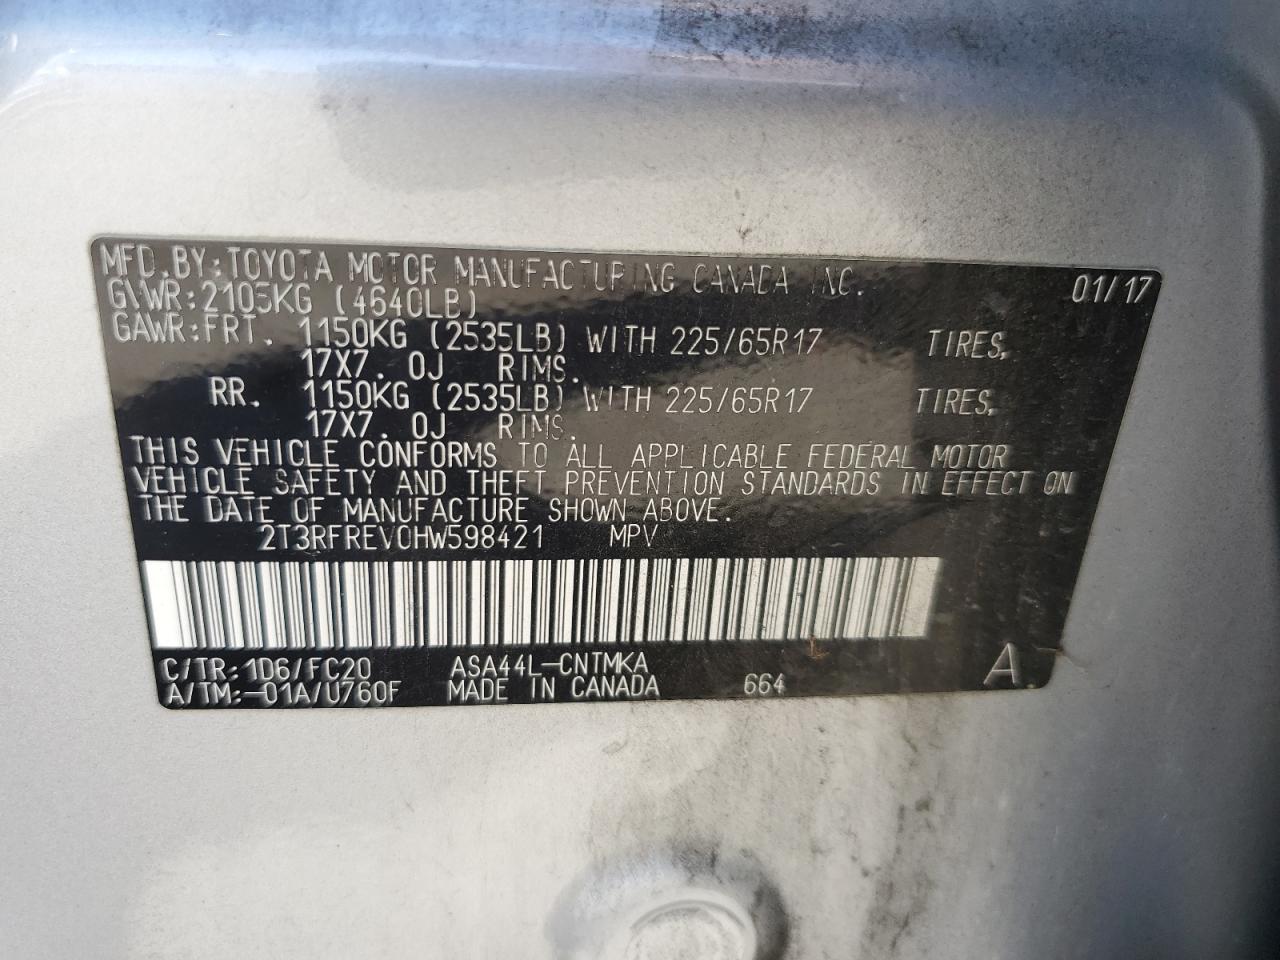 MFD.BY:TOYOTA MOTOR MANUFACTURING CANADA INC. 01/17
GVWR:2105KG (4640LB)
GAWR:FRT. 1150KG (2535LB) WITH 225/65R17 TIRES,
17X7. 0J RIMS.
RR. 1150KG (2535LB) WITH 225/65R17 TIRES,
17X7. 0J RIMS.
THIS VEHICLE CONFORMS TO ALL APPLICABLE FEDERAL MOTOR
VEHICLE SAFETY AND THEFT PREVENTION STANDARDS IN EFFECT ON
THE DATE OF MANUFACTURE SHOWN ABOVE.
2T3RFREV0HW598421 MPV
C/TR:1D6/FC20 ASA44L-CNTMKA
A/TM:-01A/U760F MADE IN CANADA 664 A